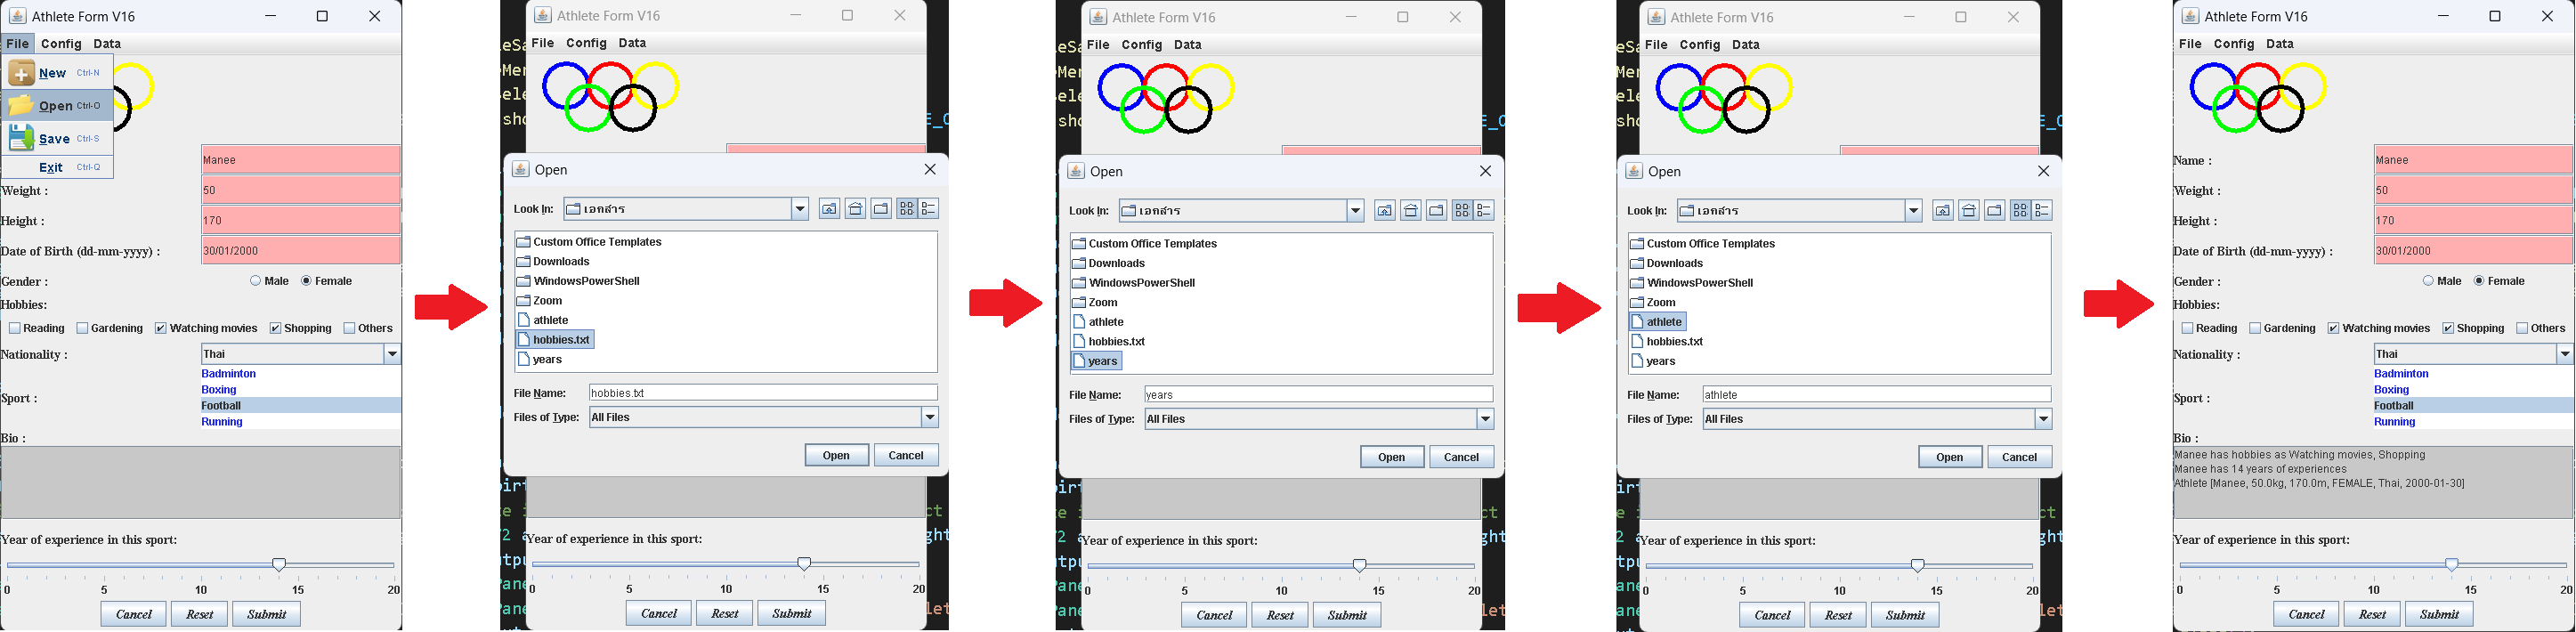 Athlete Form V16
File Config Data
New Ctrl-N
Open Ctrl-O
Save Ctrl-S
Exit Ctrl-Q
Manee
Weight : 50
Height : 170
Date of Birth (dd-mm-yyyy) : 30/01/2000
Gender : Male Female
Hobbies:
Reading Gardening Watching movies Shopping Others
Nationality : Thai
Badminton
Boxing
Sport : Football
Running
Bio :
Year of experience in this sport:
0 5 10 15 20
Cancel Reset Submit
Athlete Form V16
File Config Data
Open
Look In: เอกสาร
Custom Office Templates
Downloads
WindowsPowerShell
Zoom
athlete
hobbies.txt
years
File Name: hobbies.txt
Files of Type: All Files
Open Cancel
Year of experience in this sport:
0 5 10 15 20
Cancel Reset Submit
Athlete Form V16
File Config Data
Open
Look In: เอกสาร
Custom Office Templates
Downloads
WindowsPowerShell
Zoom
athlete
hobbies.txt
years
File Name: years
Files of Type: All Files
Open Cancel
Year of experience in this sport:
0 5 10 15 20
Cancel Reset Submit
Athlete Form V16
File Config Data
Open
Look In: เอกสาร
Custom Office Templates
Downloads
WindowsPowerShell
Zoom
athlete
hobbies.txt
years
File Name: athlete
Files of Type: All Files
Open Cancel
Year of experience in this sport:
0 5 10 15 20
Cancel Reset Submit
Athlete Form V16
File Config Data
Name : Manee
Weight : 50
Height : 170
Date of Birth (dd-mm-yyyy) : 30/01/2000
Gender : Male Female
Hobbies:
Reading Gardening Watching movies Shopping Others
Nationality : Thai
Badminton
Boxing
Sport : Football
Running
Bio :
Manee has hobbies as Watching movies, Shopping
Manee has 14 years of experiences
Athlete [Manee, 50.0kg, 170.0m, FEMALE, Thai, 2000-01-30]
Year of experience in this sport:
0 5 10 15 20
Cancel Reset Submit